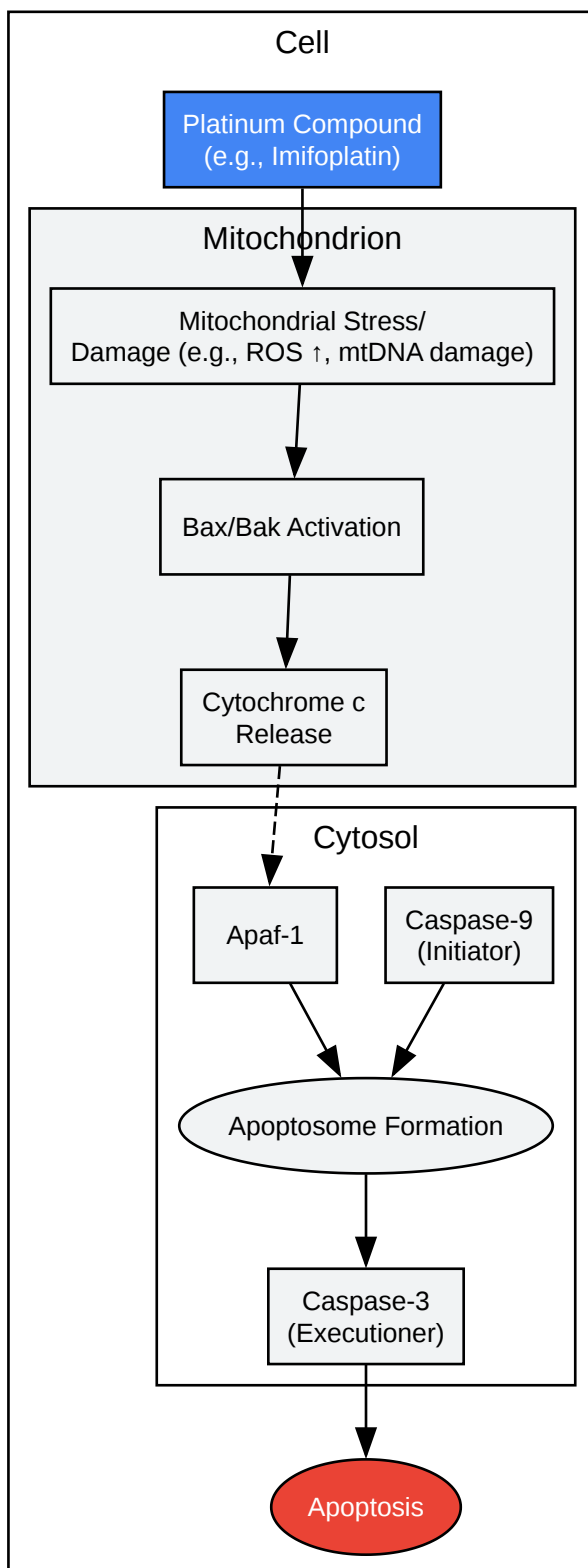 Cell
Platinum Compound
(e.g., Imifoplatin)
Mitochondrion
Mitochondrial Stress/
Damage (e.g., ROS ↑, mtDNA damage)
Bax/Bak Activation
Cytochrome c
Release
Cytosol
Apaf-1
Caspase-9
(Initiator)
Apoptosome Formation
Caspase-3
(Executioner)
Apoptosis